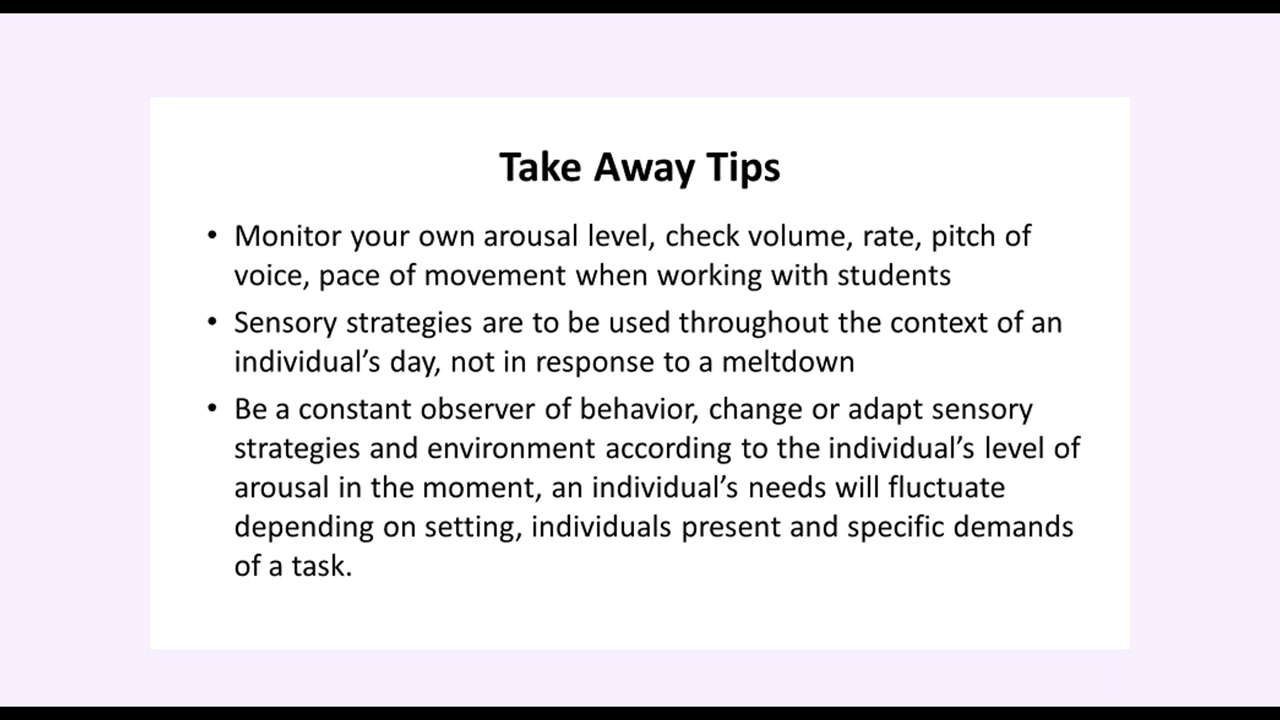 Take Away Tips
• Monitor your own arousal level, check volume, rate, pitch of
voice, pace of movement when working with students
• Sensory strategies are to be used throughout the context of an
individual’s day, not in response to a meltdown
• Be a constant observer of behavior, change or adapt sensory
strategies and environment according to the individual’s level of
arousal in the moment, an individual’s needs will fluctuate
depending on setting, individuals present and specific demands
of a task.